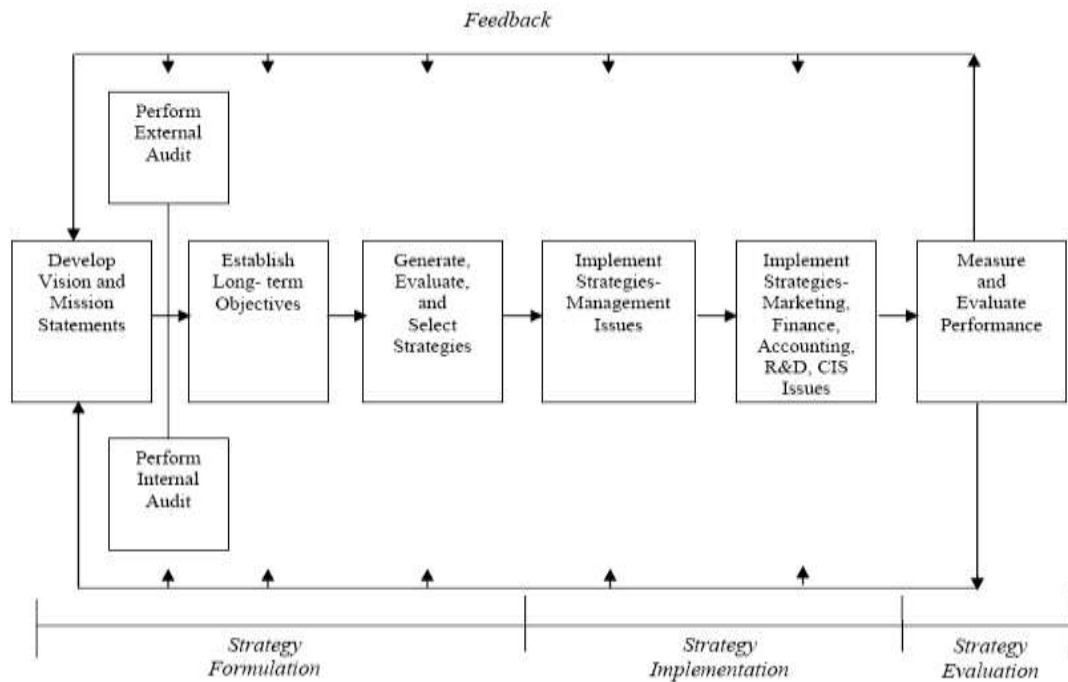 Feedback
Perform
External
Audit
Develop
Vision and
Mission
Statements
Establish
Long- term
Objectives
Generate,
Evaluate,
and
Select
Strategies
Implement
Strategies-
Management
Issues
Implement
Strategies-
Marketing,
Finance,
Accounting,
R&D, CIS
Issues
Measure
and
Evaluate
Performance
Perform
Internal
Audit
Strategy
Formulation
Strategy
Implementation
Strategy
Evaluation